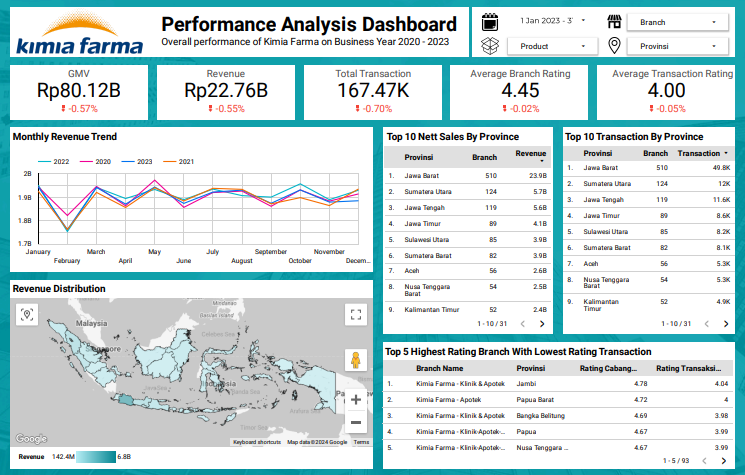 kimia farma
Performance Analysis Dashboard
Overall performance of Kimia Farma on Business Year 2020 - 2023
1 Jan 2023 - 31
Branch
Product
Provinsi
GMV
Rp80.12B
-0.57%
Revenue
Rp22.76B
-0.55%
Total Transaction
167.47K
-0.70%
Average Branch Rating
4.45
-0.02%
Average Transaction Rating
4.00
-0.05%
Monthly Revenue Trend
2022 2020 2023 2021
2B
1.9B
1.8B
1.7B
January
February
March
April
May
June
July
August
September
October
November
Decem...
Top 10 Nett Sales By Province
Provinsi Branch Revenue
1. Jawa Barat 510 23.9B
2. Sumatera Utara 124 5.7B
3. Jawa Tengah 119 5.6B
4. Jawa Timur 89 4.1B
5. Sulawesi Utara 85 3.9B
6. Sumatera Barat 82 3.9B
7. Aceh 56 2.6B
8. Nusa Tenggara Barat 54 2.5B
9. Kalimantan Timur 52 2.4B
1 - 10 / 31
Top 10 Transaction By Province
Provinsi Branch Transaction
1. Jawa Barat 510 49.8K
2. Sumatera Utara 124 12K
3. Jawa Tengah 119 11.6K
4. Jawa Timur 89 8.6K
5. Sulawesi Utara 85 8.2K
6. Sumatera Barat 82 8.1K
7. Aceh 56 5.3K
8. Nusa Tenggara Barat 54 5.3K
9. Kalimantan Timur 52 4.9K
1 - 10 / 31
Revenue Distribution
Mindanao
Malaysia
Singapore
Indonesia
Google
Keyboard shortcuts Map data ©2024 Google Terms
Revenue 142.4M 6.8B
Top 5 Highest Rating Branch With Lowest Rating Transaction
Branch Name Provinsi Rating Cabang... Rating Transaksi...
1. Kimia Farma - Klinik & Apotek Jambi 4.78 4.04
2. Kimia Farma - Apotek Papua Barat 4.72 4
3. Kimia Farma - Klinik & Apotek Bangka Belitung 4.69 3.98
4. Kimia Farma - Klinik-Apotek-... Papua 4.67 3.99
5. Kimia Farma - Klinik-Apotek-... Nusa Tenggara ... 4.67 3.99
1 - 5 / 93